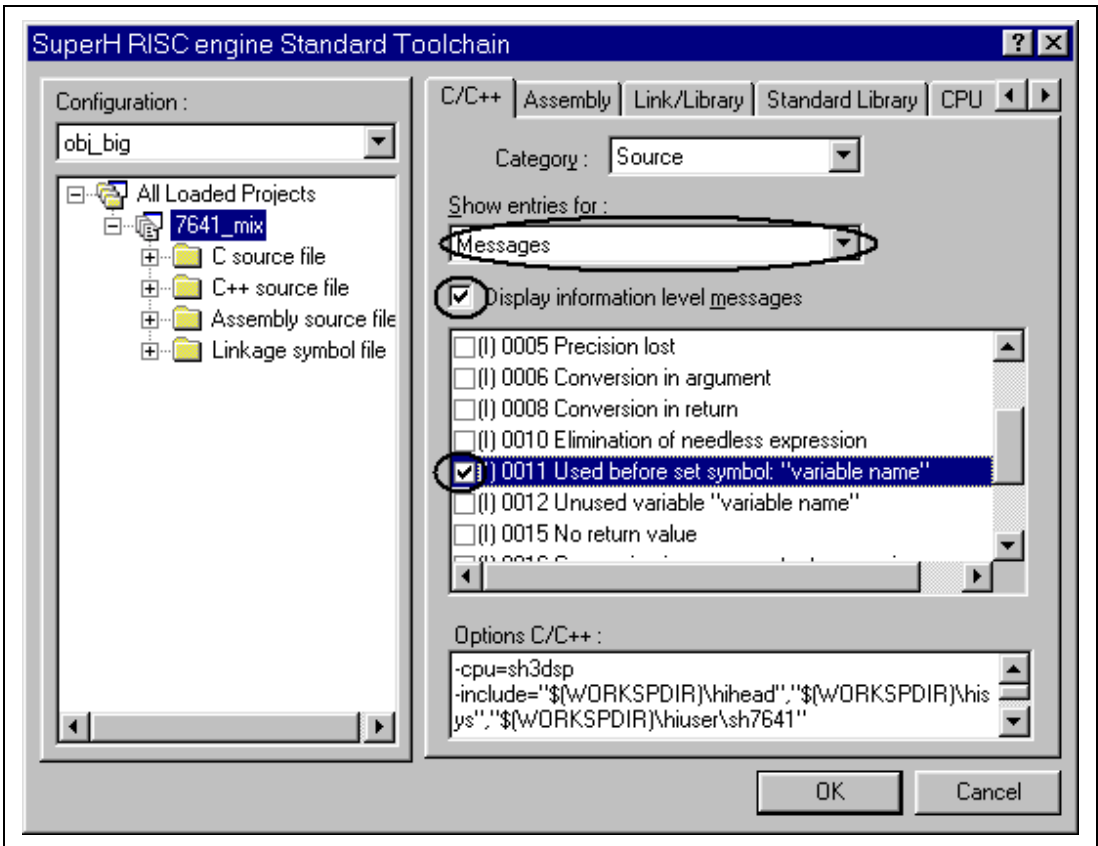 SuperH RISC engine Standard Toolchain
Configuration :
obj_big
All Loaded Projects
7641_mix
C source file
C++ source file
Assembly source file
Linkage symbol file
C/C++ Assembly Link/Library Standard Library CPU
Category : Source
Show entries for :
Messages
Display information level messages
(I) 0005 Precision lost
(I) 0006 Conversion in argument
(I) 0008 Conversion in return
(I) 0010 Elimination of needless expression
(I) 0011 Used before set symbol: "variable name"
(I) 0012 Unused variable "variable name"
(I) 0015 No return value
Options C/C++ :
-cpu=sh3dsp
-include="$(WORKSPDIR)\hihead","$(WORKSPDIR)\his
ys","$(WORKSPDIR)\hiuser\sh7641"
OK Cancel